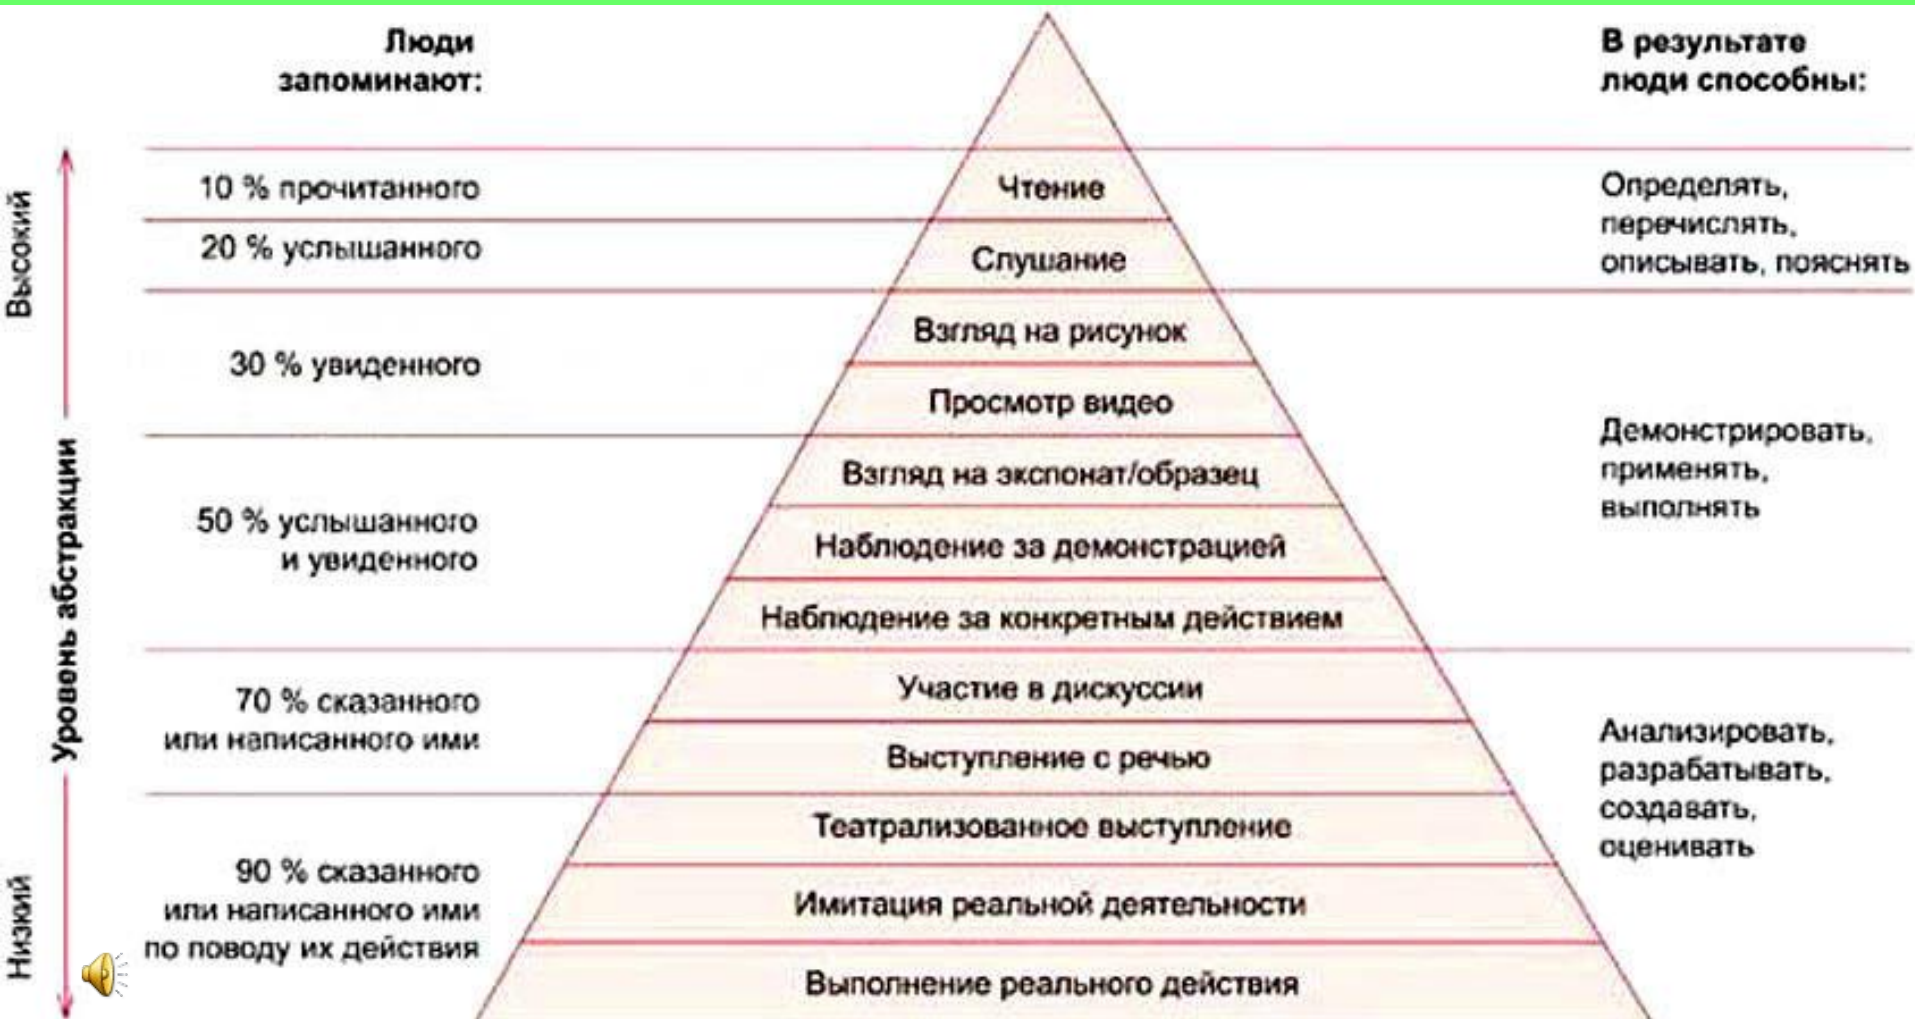 Люди
запоминают:
В результате
люди способны:
Высокий
Уровень абстракции
Низкий
10 % прочитанного
20 % услышанного
30 % увиденного
50 % услышанного
и увиденного
70 % сказанного
или написанного ими
90 % сказанного
или написанного ими
по поводу их действия
Чтение
Слушание
Взгляд на рисунок
Просмотр видео
Взгляд на экспонат/образец
Наблюдение за демонстрацией
Наблюдение за конкретным действием
Участие в дискуссии
Выступление с речью
Театрализованное выступление
Имитация реальной деятельности
Выполнение реального действия
Определять,
перечислять,
описывать, пояснять
Демонстрировать,
применять,
выполнять
Анализировать,
разрабатывать,
создавать,
оценивать